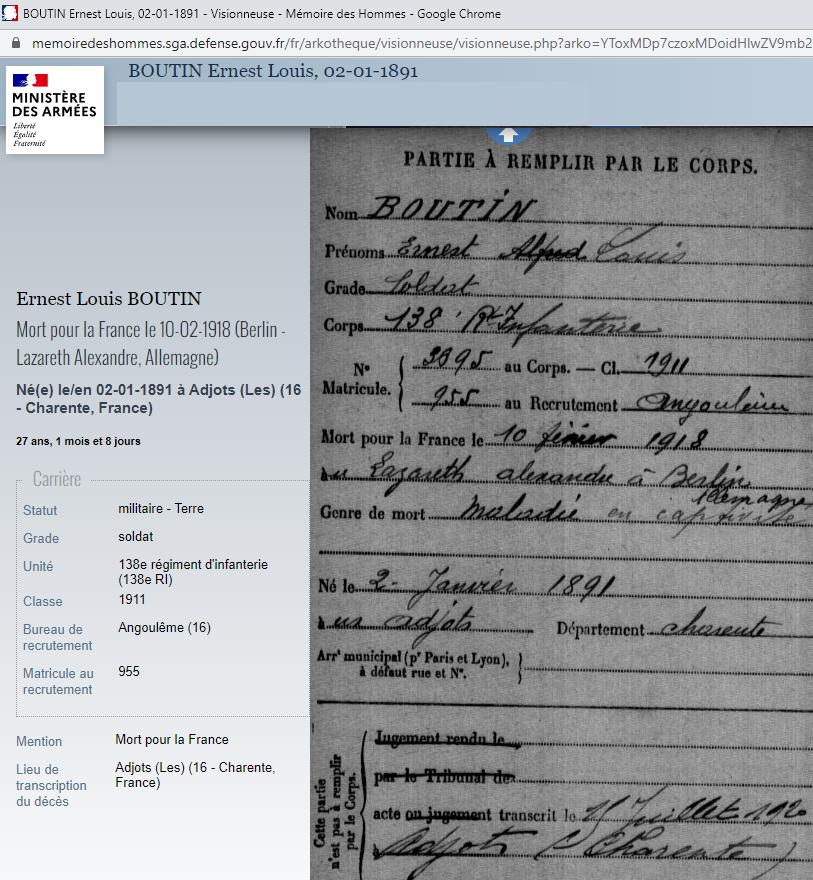 BOUTIN Ernest Louis, 02-01-1891 - Visionneuse - Mémoire des Hommes - Google Chrome
memoiredeshommes.sga.defense.gouv.fr/fr/arkotheque/visionneuse/visionneuse.php?arko=YToxMDp7czoxMDoidHlwZV9mb2
BOUTIN Ernest Louis, 02-01-1891
MINISTÈRE
DES ARMÉES
Liberté
Égalité
Fraternité
Ernest Louis BOUTIN
Mort pour la France le 10-02-1918 (Berlin -
Lazareth Alexandre, Allemagne)
Né(e) le/en 02-01-1891 à Adjots (Les) (16
- Charente, France)
27 ans, 1 mois et 8 jours
Carrière
Statut militaire - Terre
Grade soldat
Unité 138e régiment d'infanterie
(138e RI)
Classe 1911
Bureau de
recrutement Angoulême (16)
Matricule au
recrutement 955
Mention Mort pour la France
Lieu de
transcription
du décès Adjots (Les) (16 - Charente,
France)
PARTIE À REMPLIR PAR LE CORPS.
Nom BOUTIN
Prénoms Ernest Alfred Louis
Grade Soldat
Corps 138 Rt Infanterie
N° Matricule. 3395 au Corps. — Cl. 1911
955 au Recrutement Angoulême
Mort pour la France le 10 février 1918
au Lazareth alexandre à Berlin
Allemagne
Genre de mort Maladie en captivité
Né le 2 Janvier 1891
à adjots Département charente
Arrt municipal (pr Paris et Lyon),
à défaut rue et N°.
Cette partie
n'est pas à remplir
par le Corps.
Jugement rendu le
par le Tribunal de
acte ou jugement transcrit le Juillet 1920
à Adjots (Charente)